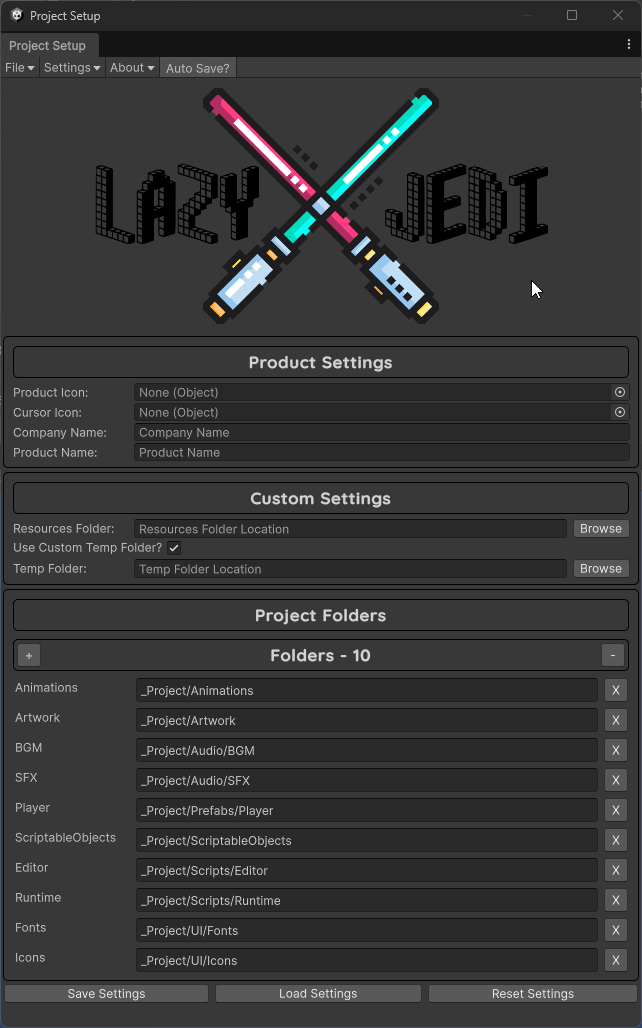 Project Setup
Project Setup
File Settings About Auto Save?
LAZY JEDI
Product Settings
Product Icon: None (Object)
Cursor Icon: None (Object)
Company Name: Company Name
Product Name: Product Name
Custom Settings
Resources Folder: Resources Folder Location Browse
Use Custom Temp Folder?
Temp Folder: Temp Folder Location Browse
Project Folders
+ Folders - 10 -
Animations _Project/Animations X
Artwork _Project/Artwork X
BGM _Project/Audio/BGM X
SFX _Project/Audio/SFX X
Player _Project/Prefabs/Player X
ScriptableObjects _Project/ScriptableObjects X
Editor _Project/Scripts/Editor X
Runtime _Project/Scripts/Runtime X
Fonts _Project/UI/Fonts X
Icons _Project/UI/Icons X
Save Settings Load Settings Reset Settings